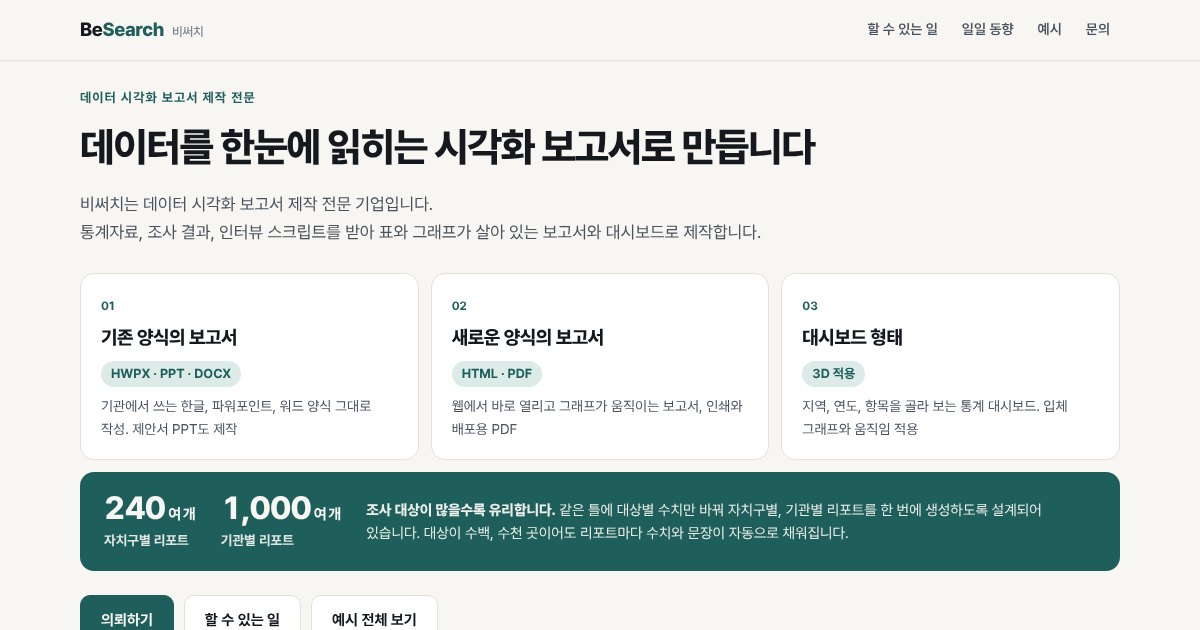 BeSearch 비써치
할 수 있는 일 일일 동향 예시 문의
데이터 시각화 보고서 제작 전문
데이터를 한눈에 읽히는 시각화 보고서로 만듭니다
비써치는 데이터 시각화 보고서 제작 전문 기업입니다.
통계자료, 조사 결과, 인터뷰 스크립트를 받아 표와 그래프가 살아 있는 보고서와 대시보드로 제작합니다.
01
기존 양식의 보고서
HWPX · PPT · DOCX
기관에서 쓰는 한글, 파워포인트, 워드 양식 그대로
작성. 제안서 PPT도 제작
02
새로운 양식의 보고서
HTML · PDF
웹에서 바로 열리고 그래프가 움직이는 보고서, 인쇄와
배포용 PDF
03
대시보드 형태
3D 적용
지역, 연도, 항목을 골라 보는 통계 대시보드. 입체
그래프와 움직임 적용
240여개
자치구별 리포트
1,000여개
기관별 리포트
조사 대상이 많을수록 유리합니다. 같은 틀에 대상별 수치만 바꿔 자치구별, 기관별 리포트를 한 번에 생성하도록 설계되어
있습니다. 대상이 수백, 수천 곳이어도 리포트마다 수치와 문장이 자동으로 채워집니다.
의뢰하기
할 수 있는 일
예시 전체 보기